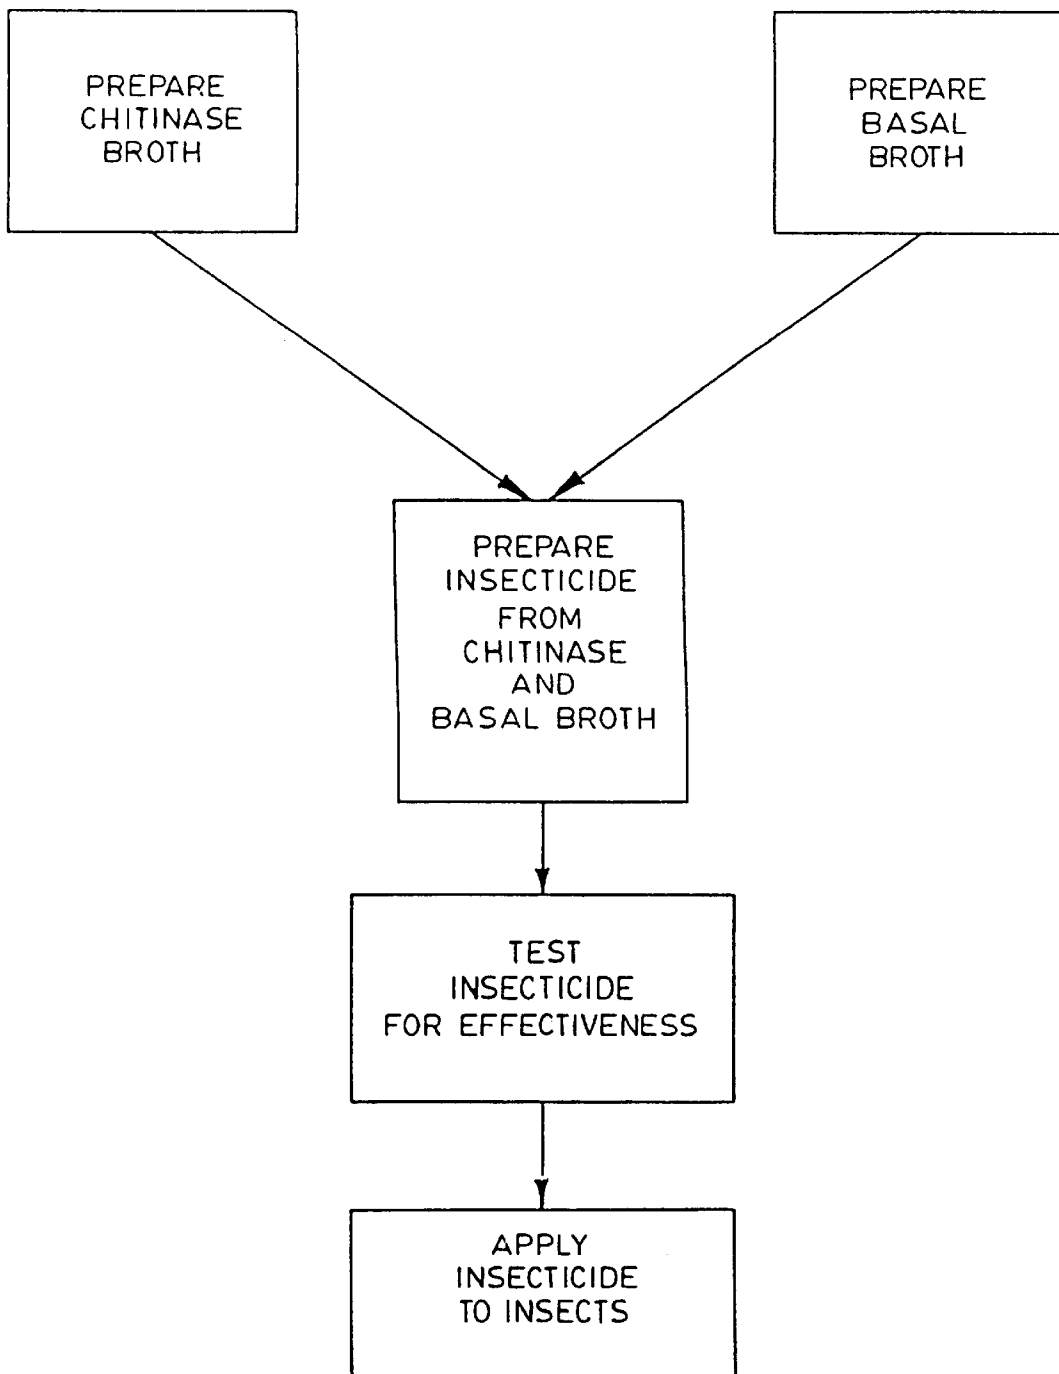 PREPARE
CHITINASE
BROTH
PREPARE
BASAL
BROTH
PREPARE
INSECTICIDE
FROM
CHITINASE
AND
BASAL BROTH
TEST
INSECTICIDE
FOR EFFECTIVENESS
APPLY
INSECTICIDE
TO INSECTS